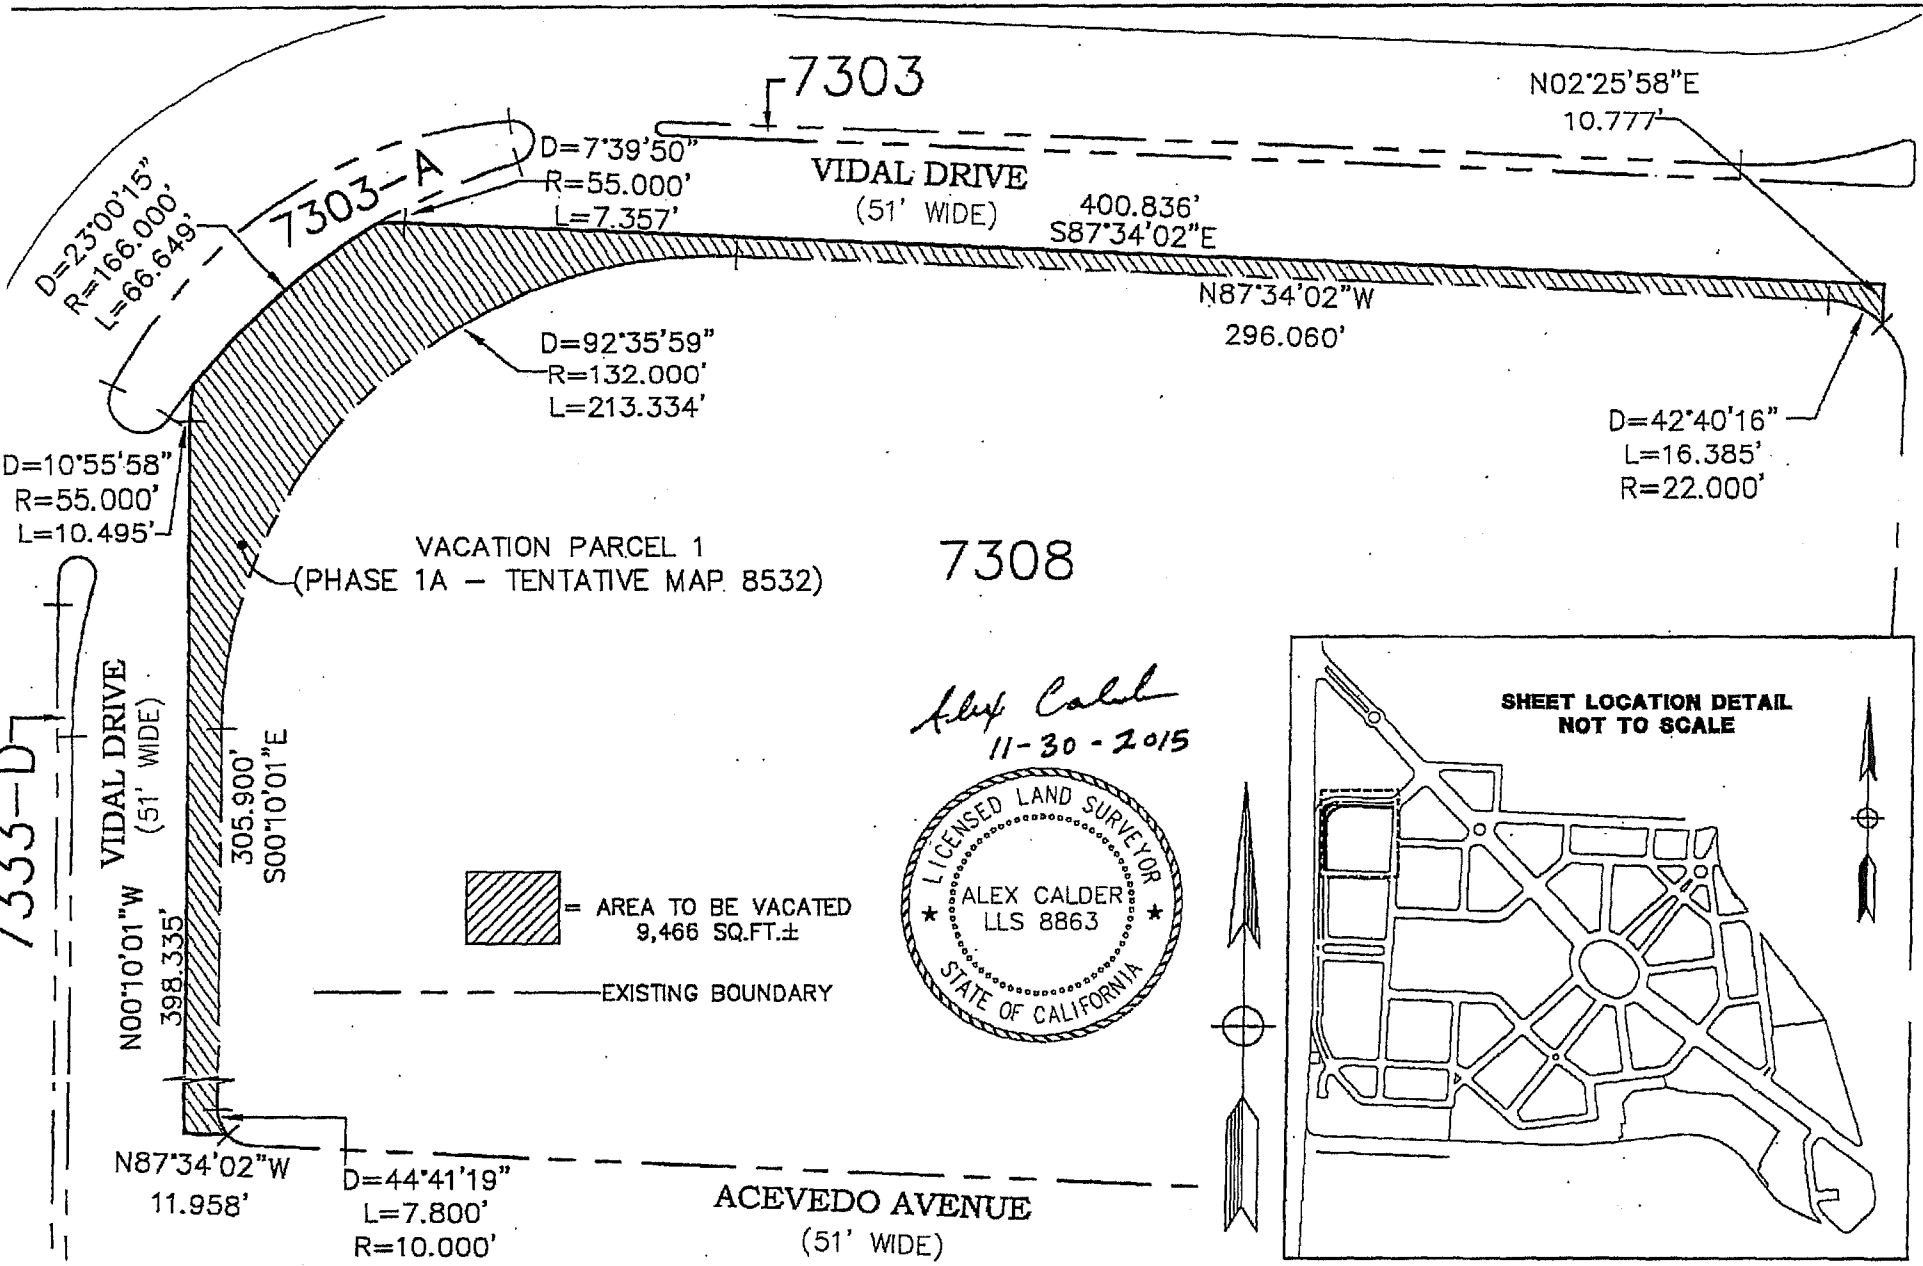 7303
N02°25'58"E
10.777'
D=7°39'50"
R=55.000'
L=7.357'
VIDAL DRIVE
(51' WIDE)
400.836'
S87°34'02"E
7303-A
D=23°00'15"
R=166.000'
L=66.649'
N87°34'02"W
296.060'
D=92°35'59"
R=132.000'
L=213.334'
D=42°40'16"
L=16.385'
R=22.000'
D=10°55'58"
R=55.000'
L=10.495'
VACATION PARCEL 1
(PHASE 1A - TENTATIVE MAP 8532)
7308
7333-D
VIDAL DRIVE
(51' WIDE)
305.900'
S00°10'01"E
N00°10'01"W
398.335'
Alex Calder
11-30-2015
LICENSED LAND SURVEYOR
ALEX CALDER
LLS 8863
STATE OF CALIFORNIA
= AREA TO BE VACATED
9,466 SQ.FT.±
EXISTING BOUNDARY
SHEET LOCATION DETAIL
NOT TO SCALE
N87°34'02"W
11.958'
D=44°41'19"
L=7.800'
R=10.000'
ACEVEDO AVENUE
(51' WIDE)